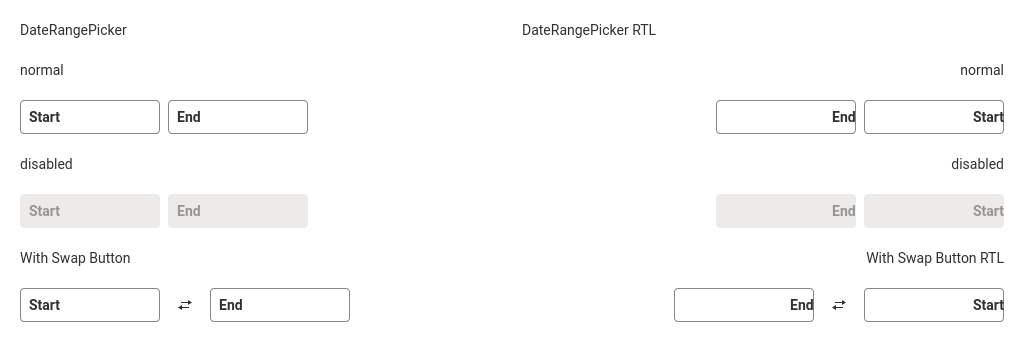 DateRangePicker
normal
Start End
disabled
Start End
With Swap Button
Start End
DateRangePicker RTL
normal
End Start
disabled
End Start
With Swap Button RTL
End Start